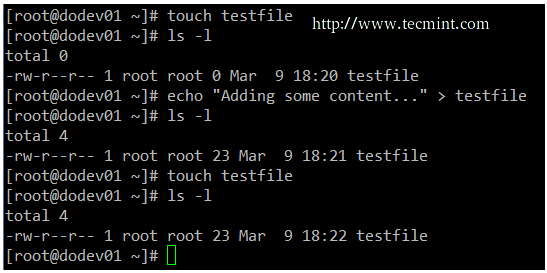 [root@dodev01 ~]# touch testfile
http://www.tecmint.com
[root@dodev01 ~]# ls -l
total 0
-rw-r--r-- 1 root root 0 Mar  9 18:20 testfile
[root@dodev01 ~]# echo "Adding some content..." > testfile
[root@dodev01 ~]# ls -l
total 4
-rw-r--r-- 1 root root 23 Mar  9 18:21 testfile
[root@dodev01 ~]# touch testfile
[root@dodev01 ~]# ls -l
total 4
-rw-r--r-- 1 root root 23 Mar  9 18:22 testfile
[root@dodev01 ~]#